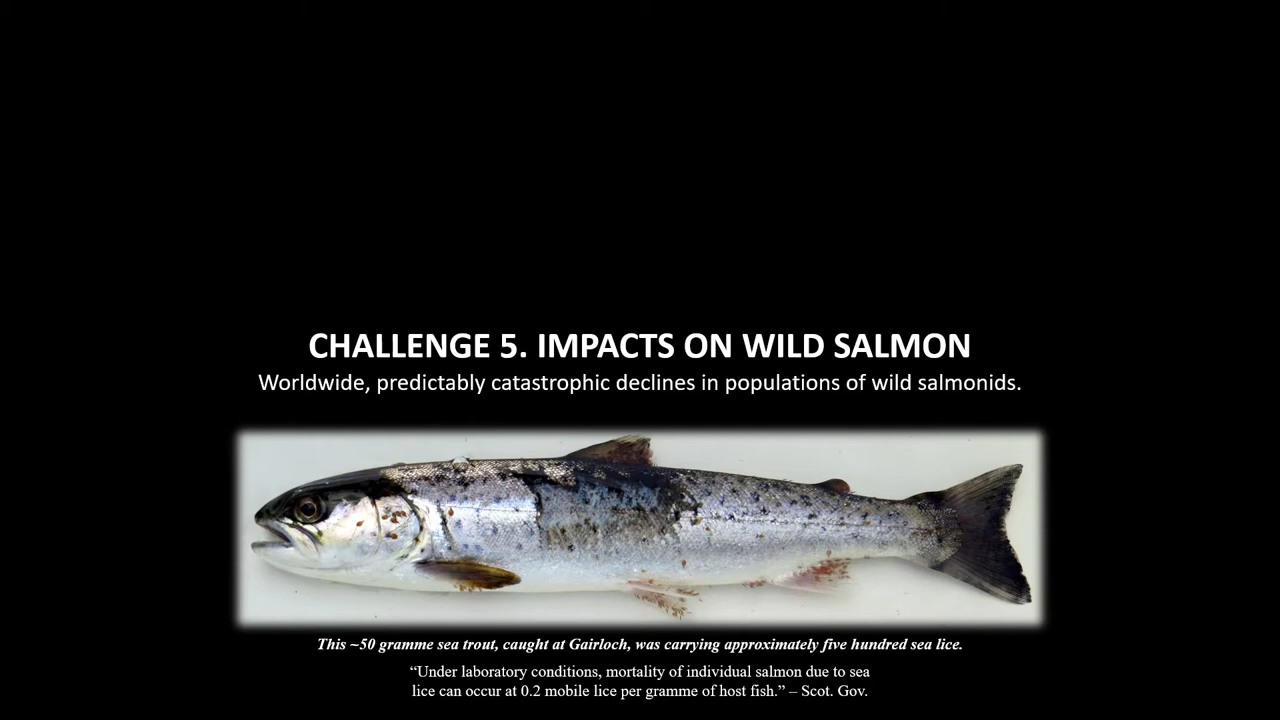 CHALLENGE 5. IMPACTS ON WILD SALMON
Worldwide, predictably catastrophic declines in populations of wild salmonids.
This ~50 gramme sea trout, caught at Gairloch, was carrying approximately five hundred sea lice.
“Under laboratory conditions, mortality of individual salmon due to sea
lice can occur at 0.2 mobile lice per gramme of host fish.” – Scot. Gov.